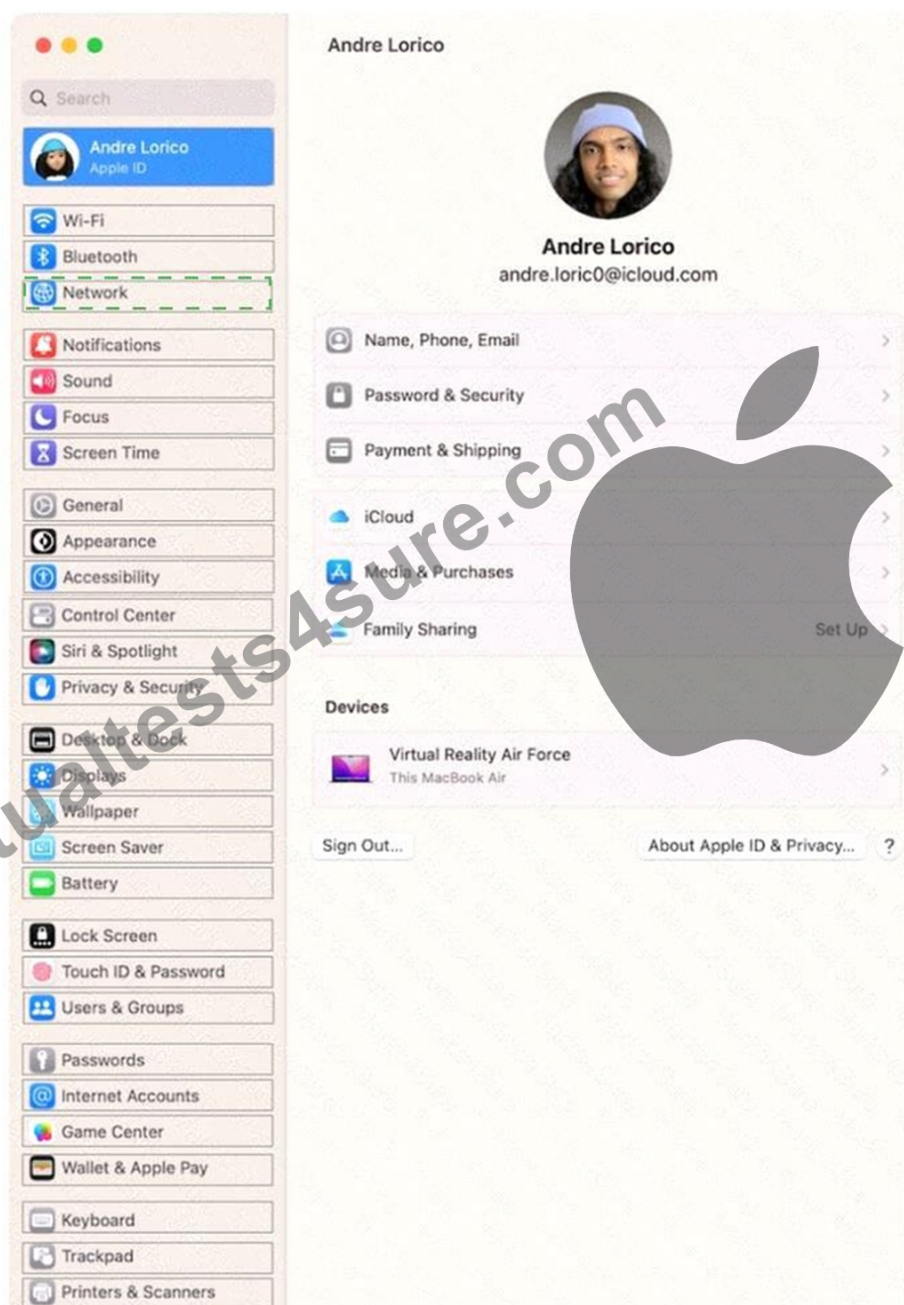 Andre Lorico
Search
Andre Lorico
Apple ID
Wi-Fi
Bluetooth
Network
Notifications
Sound
Focus
Screen Time
General
Appearance
Accessibility
Control Center
Siri & Spotlight
Privacy & Security
Desktop & Dock
Displays
Wallpaper
Screen Saver
Battery
Lock Screen
Touch ID & Password
Users & Groups
Passwords
Internet Accounts
Game Center
Wallet & Apple Pay
Keyboard
Trackpad
Printers & Scanners
Andre Lorico
andre.loric0@icloud.com
Name, Phone, Email
Password & Security
Payment & Shipping
iCloud
Media & Purchases
Family Sharing
Set Up
Devices
Virtual Reality Air Force
This MacBook Air
Sign Out...
About Apple ID & Privacy...
?
ualtests4sure.com